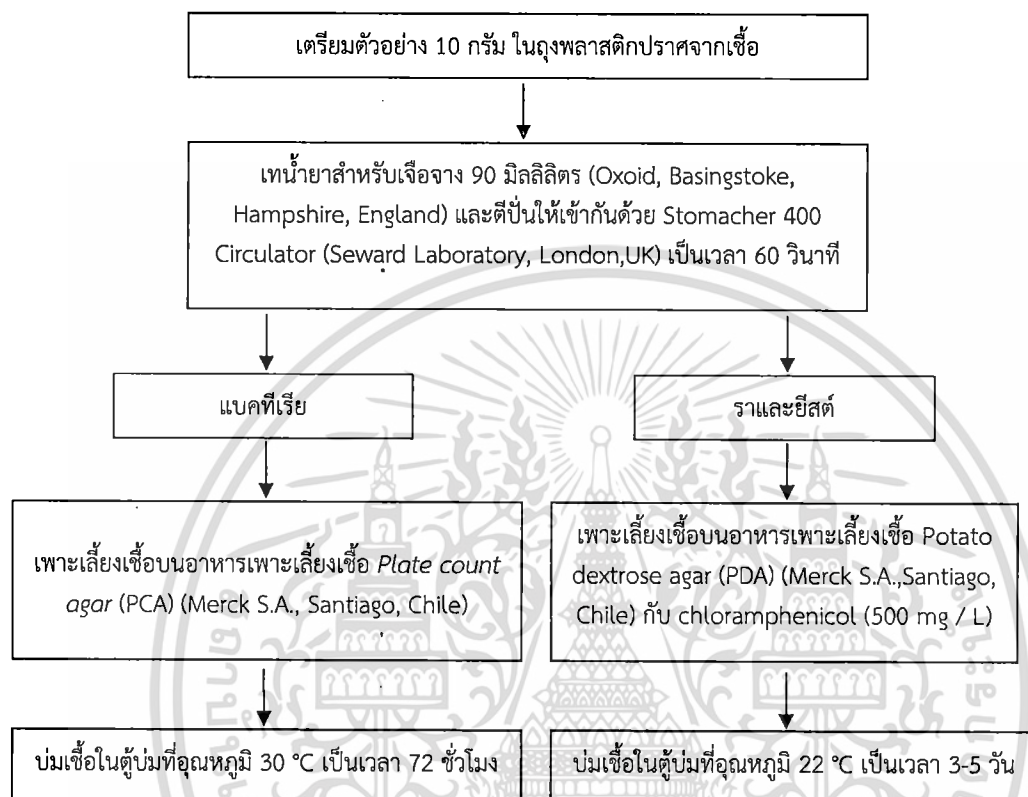 เตรียมตัวอย่าง 10 กรัม ในถุงพลาสติกปราศจากเชื้อ
เทน้ำยาสำหรับเจือจาง 90 มิลลิลิตร (Oxoid, Basingstoke,
Hampshire, England) และตีปั่นให้เข้ากันด้วย Stomacher 400
Circulator (Seward Laboratory, London,UK) เป็นเวลา 60 วินาที
แบคทีเรีย
ราและยีสต์
เพาะเลี้ยงเชื้อบนอาหารเพาะเลี้ยงเชื้อ Plate count
agar (PCA) (Merck S.A., Santiago, Chile)
เพาะเลี้ยงเชื้อบนอาหารเพาะเลี้ยงเชื้อ Potato
dextrose agar (PDA) (Merck S.A.,Santiago,
Chile) กับ chloramphenicol (500 mg / L)
บ่มเชื้อในตู้บ่มที่อุณหภูมิ 30 °C เป็นเวลา 72 ชั่วโมง
บ่มเชื้อในตู้บ่มที่อุณหภูมิ 22 °C เป็นเวลา 3-5 วัน